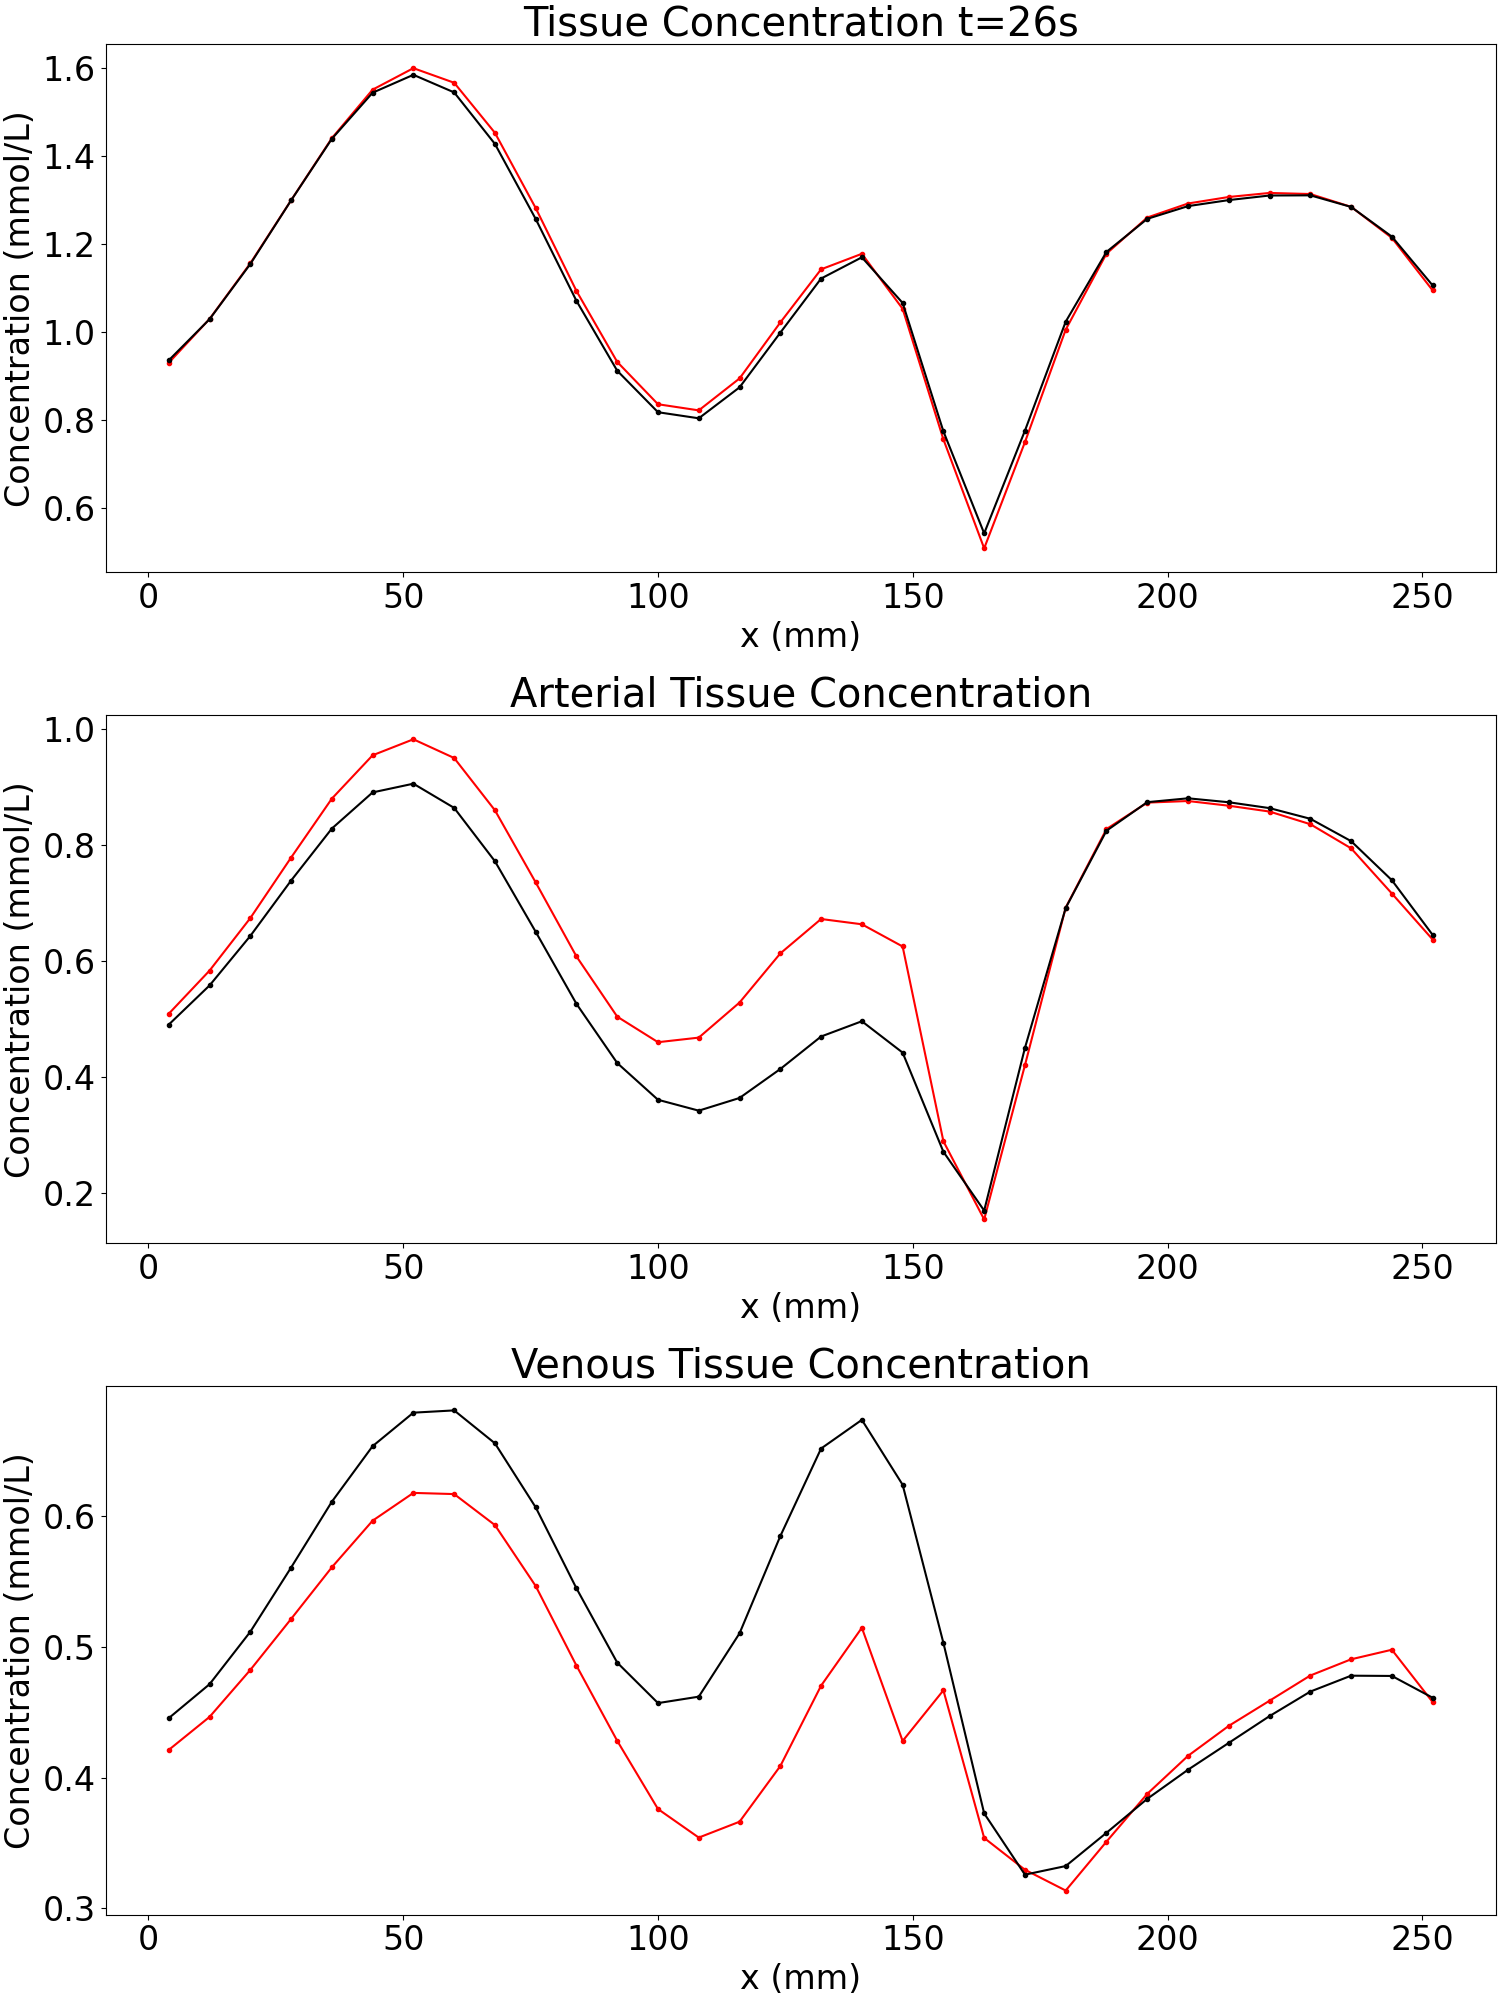 Tissue Concentration t=26s
Concentration (mmol/L)
1.6
1.4
1.2
1.0
0.8
0.6
0 50 100 150 200 250
x (mm)
Arterial Tissue Concentration
Concentration (mmol/L)
1.0
0.8
0.6
0.4
0.2
0 50 100 150 200 250
x (mm)
Venous Tissue Concentration
Concentration (mmol/L)
0.6
0.5
0.4
0.3
0 50 100 150 200 250
x (mm)